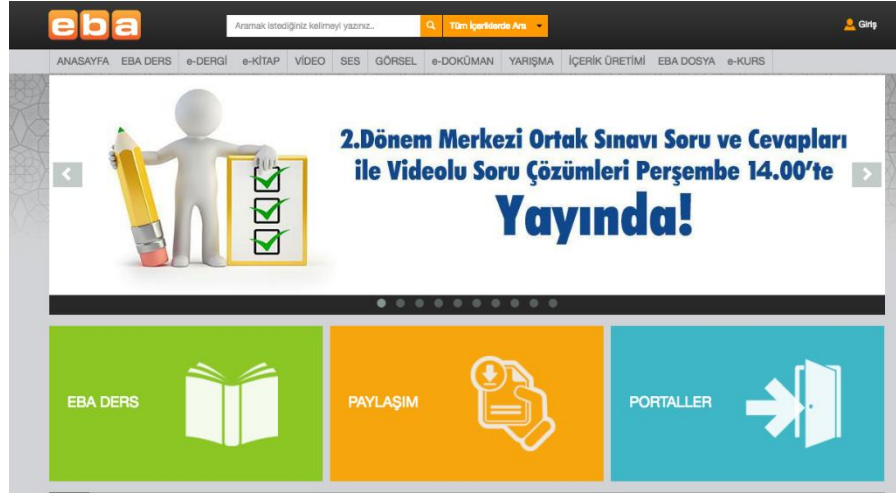 eba
Aramak istediğiniz kelimeyi yazınız..
Tüm İçeriklerde Ara
Giriş
ANASAYFA EBA DERS e-DERGİ e-KİTAP VİDEO SES GÖRSEL e-DOKÜMAN YARIŞMA İÇERİK ÜRETİMİ EBA DOSYA e-KURS
2.Dönem Merkezi Ortak Sınavı Soru ve Cevapları
ile Videolu Soru Çözümleri Perşembe 14.00'te
Yayında!
EBA DERS
PAYLAŞIM
PORTALLER